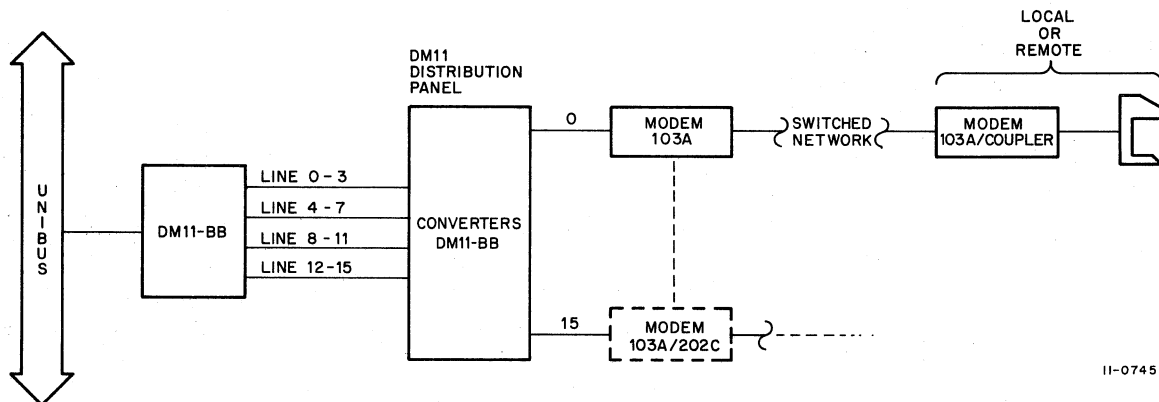 UNIBUS
DM11-BB
LINE 0-3
LINE 4-7
LINE 8-11
LINE 12-15
DM11
DISTRIBUTION
PANEL
CONVERTERS
DM11-BB
0
15
MODEM
103A
MODEM
103A/202C
SWITCHED
NETWORK
LOCAL
OR
REMOTE
MODEM
103A/COUPLER
11-0745